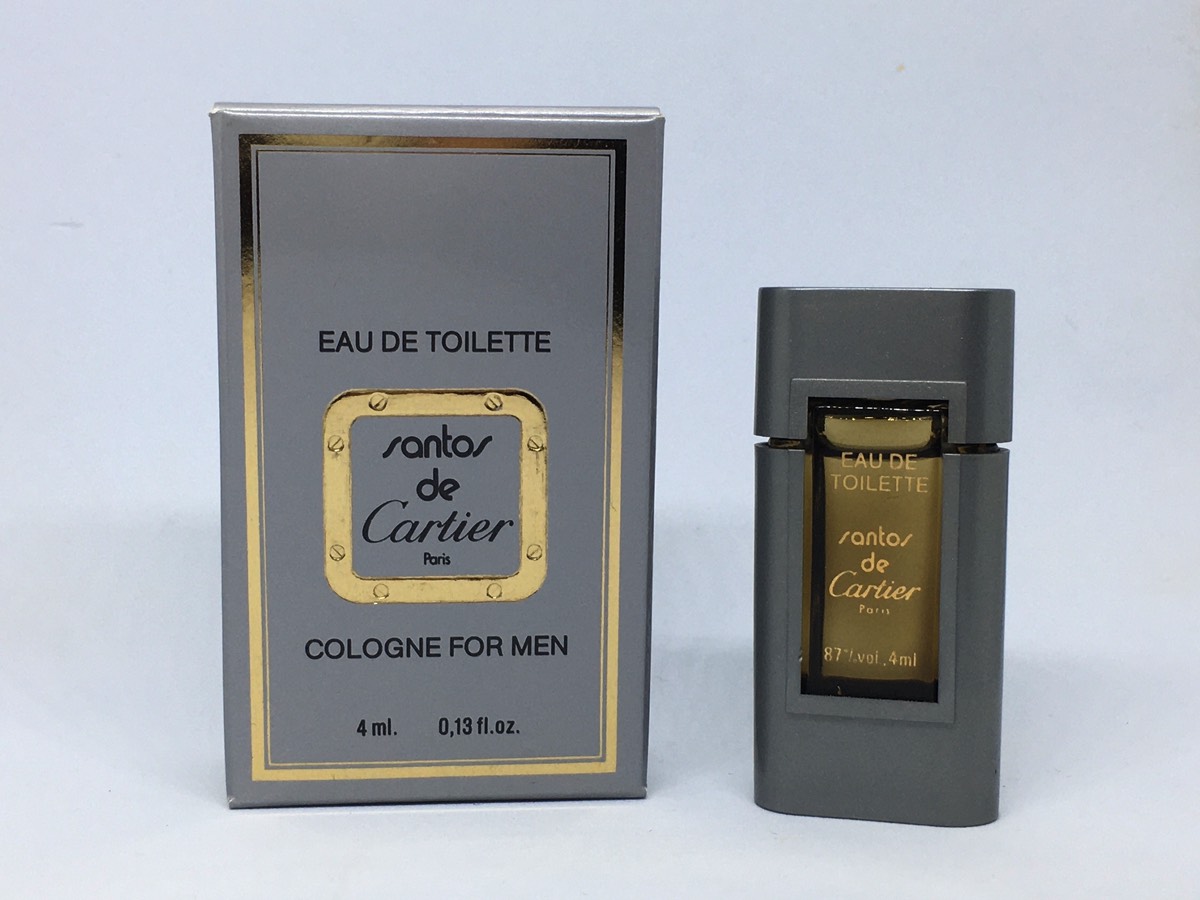 EAU DE TOILETTE
santos
de
Cartier
Paris
COLOGNE FOR MEN
4 ml. 0,13 fl.oz.
EAU DE
TOILETTE
santos
de
Cartier
Paris
87°/.vol .4ml